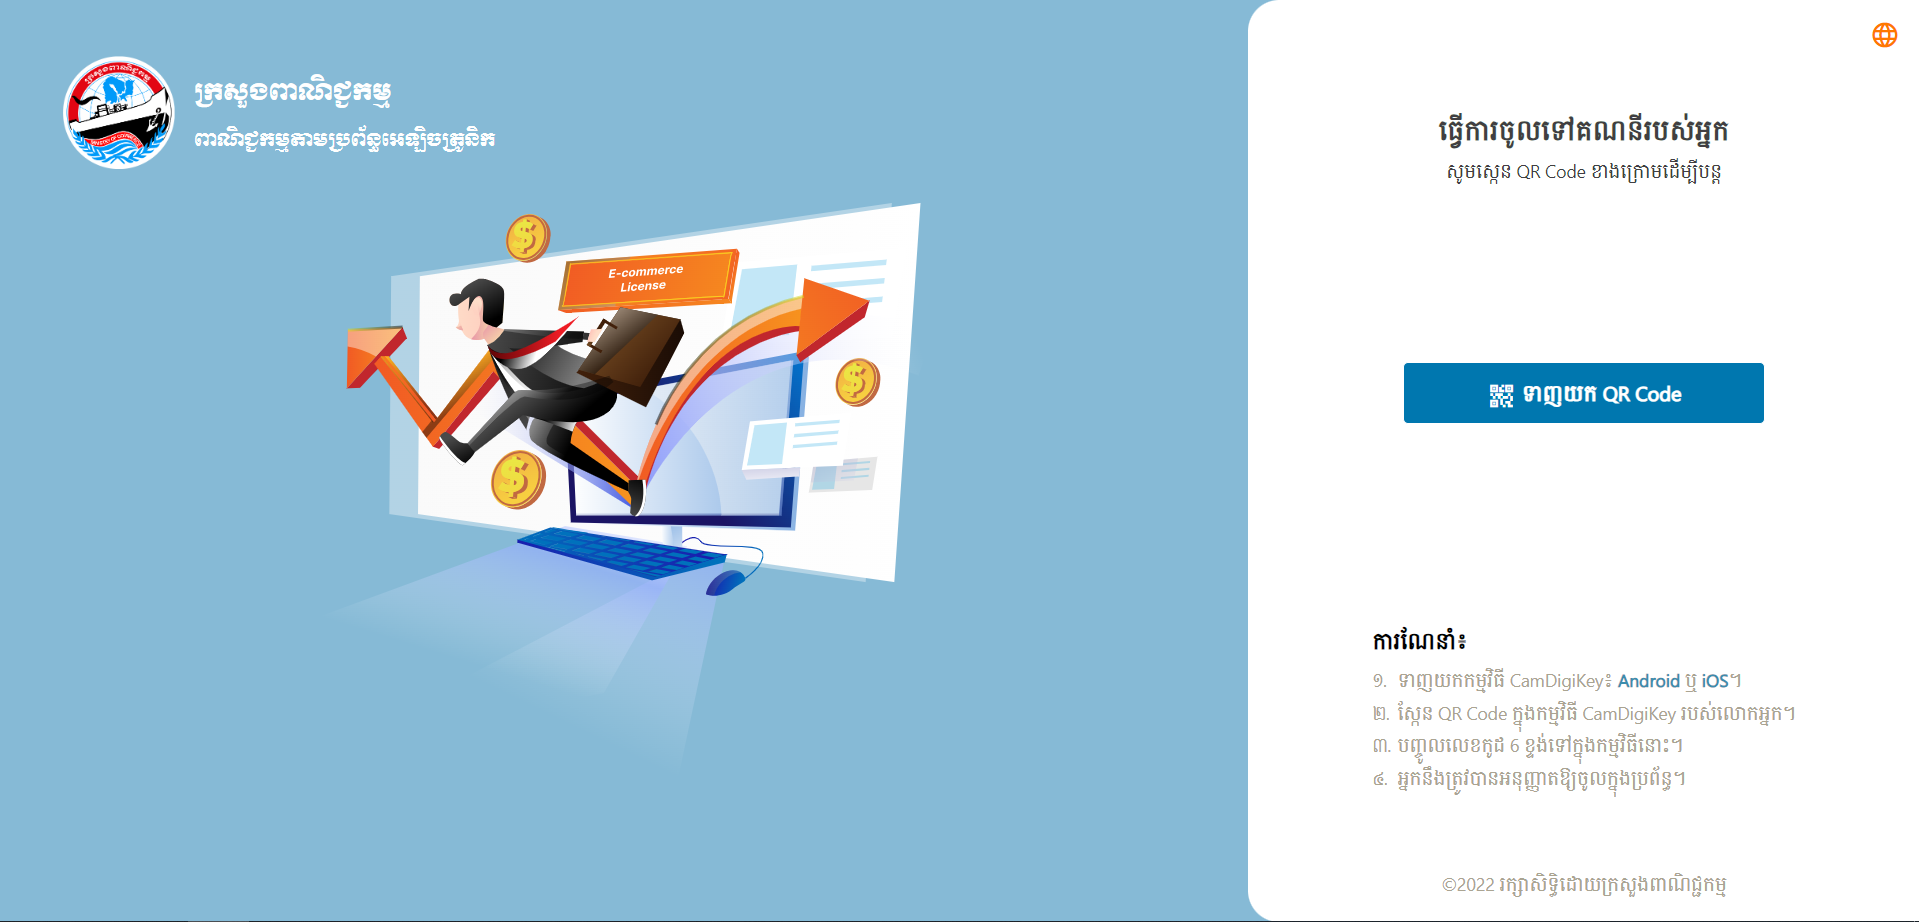 ក្រសួងពាណិជ្ជកម្ម
ពាណិជ្ជកម្មតាមប្រព័ន្ធអេឡិចត្រូនិក
E-commerce
License
ធ្វើការចូលទៅគណនីរបស់អ្នក
សូមស្កេន QR Code ខាងក្រោមដើម្បីបន្ត
ទាញយក QR Code
ការណែនាំ៖
១. ទាញយកកម្មវិធី CamDigiKey៖ Android ឬ iOS។
២. ស្កែន QR Code ក្នុងកម្មវិធី CamDigiKey របស់លោកអ្នក។
៣. បញ្ចូលលេខកូដ 6 ខ្ទង់ទៅក្នុងកម្មវិធីនោះ។
៤. អ្នកនឹងត្រូវបានអនុញ្ញាតឱ្យចូលក្នុងប្រព័ន្ធ។
©2022 រក្សាសិទ្ធិដោយក្រសួងពាណិជ្ជកម្ម